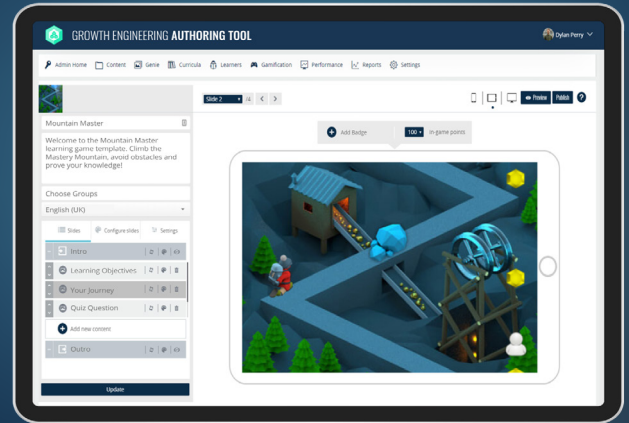 GROWTH ENGINEERING AUTHORING TOOL
Dylan Perry
Admin Home Content Genie Curricula Learners Gamification Performance Reports Settings
Slide 2
Preview Publish ?
Mountain Master
Add Badge 100 in-game points
Welcome to the Mountain Master
learning game template. Climb the
Mastery Mountain, avoid obstacles and
prove your knowledge!
Choose Groups
English (UK)
Slides Configure slides Settings
Intro
Learning Objectives
Your Journey
Quiz Question
Add new content
Outro
Update